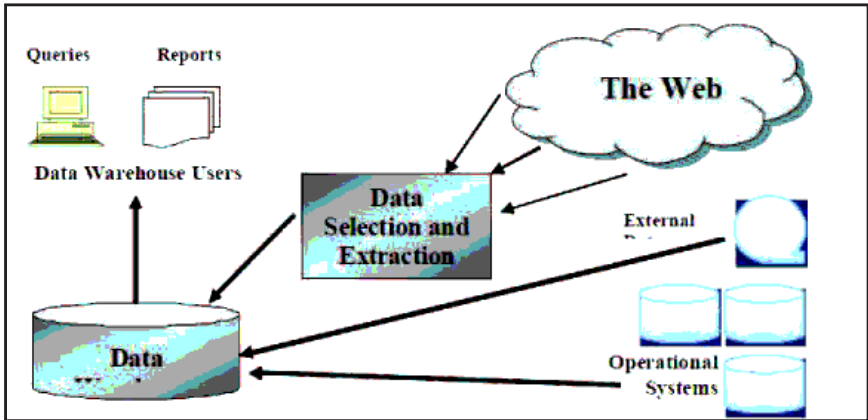 Queries
Reports
The Web
Data Warehouse Users
Data
Selection and
Extraction
External
Data
Operational
Systems